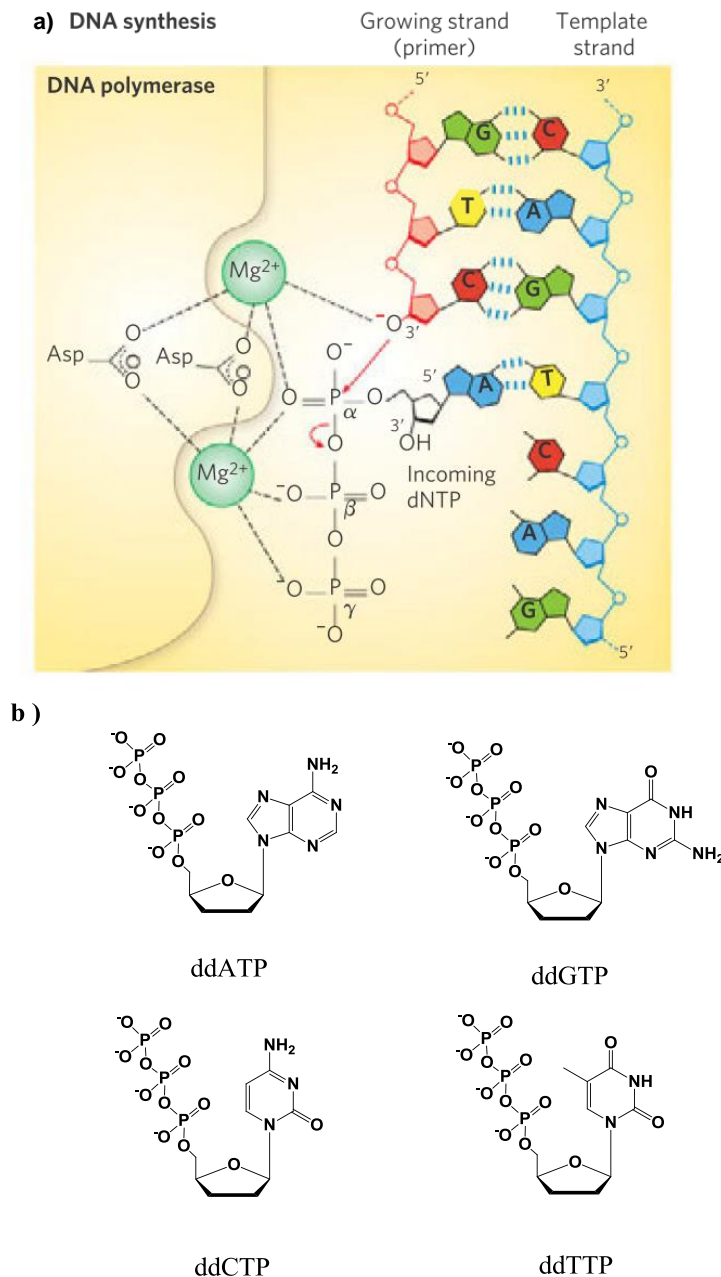 a) DNA synthesis
Growing strand
(primer)
Template
strand
DNA polymerase
5′
3′
G C
T A
Mg2+
C G
-O
3′
Asp
O
O
Asp
O
O
O-
5′
A T
O=P—O
α
3′
OH
Mg2+
O
C
Incoming
dNTP
-O—P=O
β
A
O
-O—P=O
γ
G
-O
5′
b )
-O O
P
-O O O
P
-O O O
P
O
O
N
N
NH2
N
N
ddATP
-O O
P
-O O O
P
-O O O
P
O
O
N
N
O
NH
N
NH2
ddGTP
-O O
P
-O O O
P
-O O O
P
O
O
NH2
N
N
O
ddCTP
-O O
P
-O O O
P
-O O O
P
O
O
O
NH
N
O
ddTTP